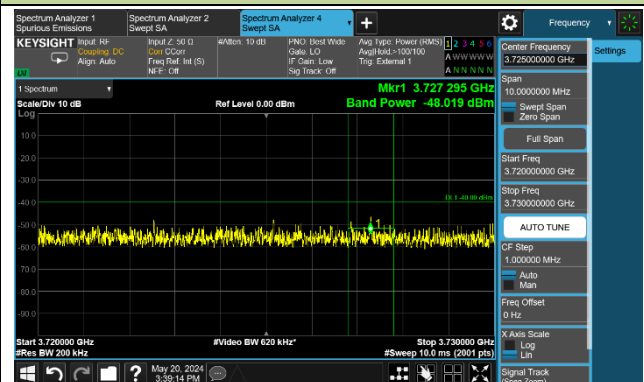 Spectrum Analyzer 1
Spurious Emissions
Spectrum Analyzer 2
Swept SA
Spectrum Analyzer 4
Swept SA
Frequency
KEYSIGHT
Input: RF
Coupling: DC
Align: Auto
Input Z: 50 Ω
Corr CCorr
Freq Ref: Int (S)
NFE: Off
#Atten: 10 dB
PNO: Best Wide
Gate: LO
IF Gain: Low
Sig Track: Off
Avg Type: Power (RMS)
Avg|Hold:>100/100
Trig: External 1
1 2 3 4 5 6
A W W W W W
A N N N N N
LXI
1 Spectrum
Scale/Div 10 dB
Log
Ref Level 0.00 dBm
Mkr1 3.727 295 GHz
Band Power -48.019 dBm
-10.0
-20.0
-30.0
-40.0
-50.0
-60.0
-70.0
-80.0
-90.0
DL1 -40.00 dBm
1
Start 3.720000 GHz
#Res BW 200 kHz
#Video BW 620 kHz*
Stop 3.730000 GHz
#Sweep 10.0 ms (2001 pts)
Center Frequency
3.725000000 GHz
Settings
Span
10.0000000 MHz
Swept Span
Zero Span
Full Span
Start Freq
3.720000000 GHz
Stop Freq
3.730000000 GHz
AUTO TUNE
CF Step
1.000000 MHz
Auto
Man
Freq Offset
0 Hz
X Axis Scale
Log
Lin
Signal Track
(Span Zoom)
May 20, 2024
3:39:14 PM